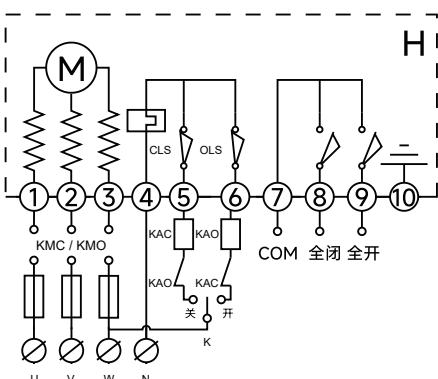 H
M
CLS OLS
1 2 3 4 5 6 7 8 9 10
KMC / KMO KAC KAO
COM 全闭 全开
KAO KAC
关 开
K
U V W N